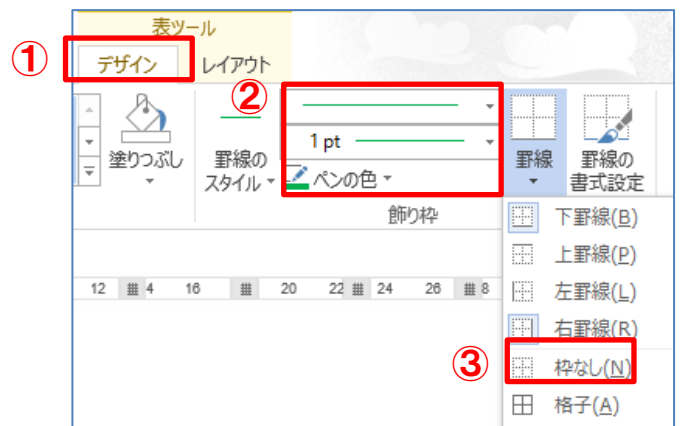 表ツール
①
デザイン
レイアウト
②
塗りつぶし
罫線の
スタイル
1 pt
ペンの色
罫線
罫線の
書式設定
飾り枠
12 4 16 20 22 24 26 8
下罫線(B)
上罫線(P)
左罫線(L)
右罫線(R)
③
枠なし(N)
格子(A)